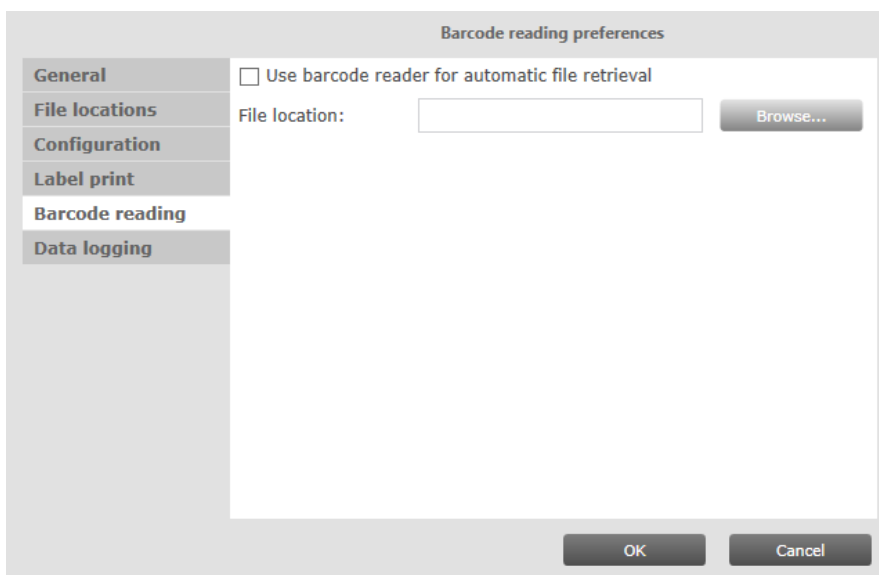 Barcode reading preferences
General
File locations
Configuration
Label print
Barcode reading
Data logging
Use barcode reader for automatic file retrieval
File location:
Browse...
OK
Cancel